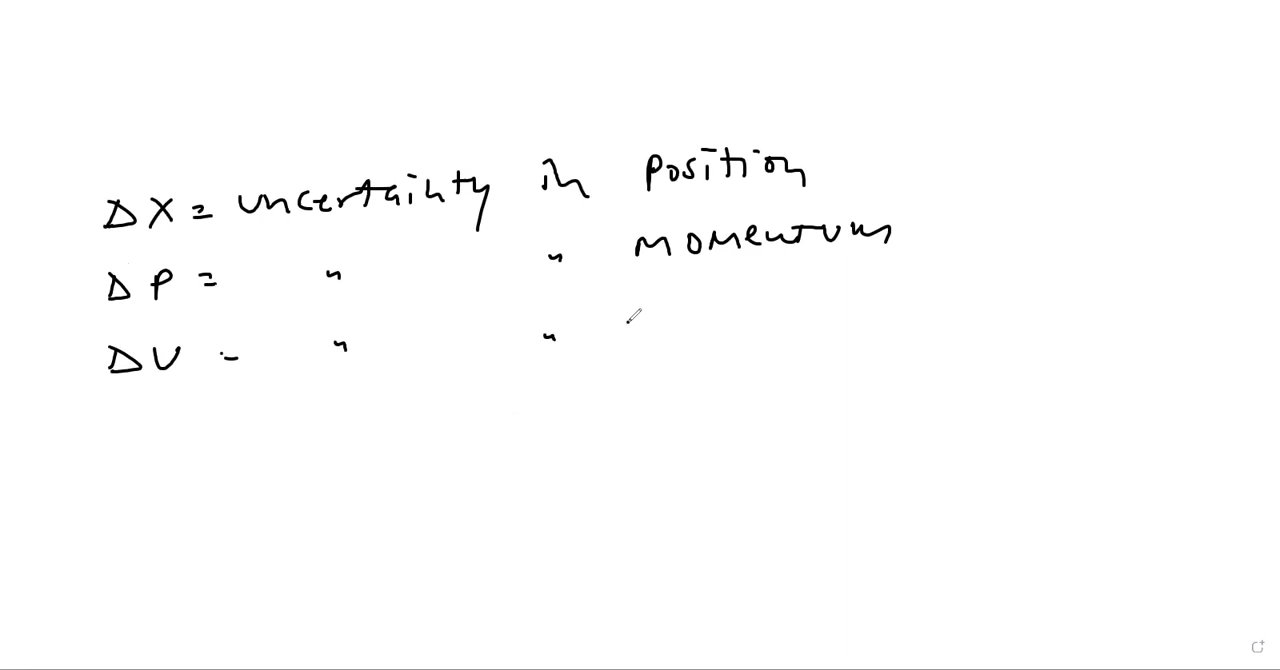 ΔX = uncertainty in position
ΔP = " " momentum
ΔV = " "